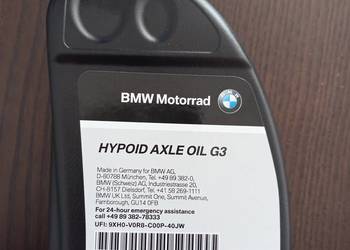 BMW Motorrad
HYPOID AXLE OIL G3
Made in Germany for BMW AG,
D-80788 München, Tel. +49 89 382-0,
BMW (Schweiz) AG, Industriestrasse 20,
CH-8157 Dielsdorf, Tel +41 58 269-1111
BMW UK Ltd, Summit One, Summit Avenue,
Farnborough, GU14 0FB
For 24-hour emergency assistance
call +49 89 382-78333
UFI: 9XH0-V0R8-C00P-40JW